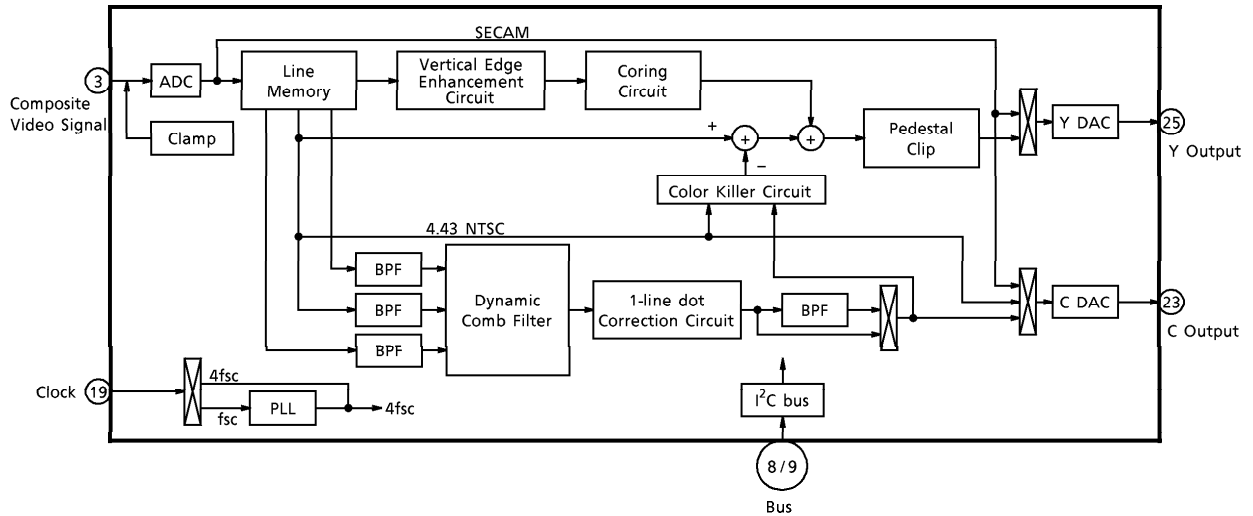 SECAM
3
ADC
Line
Memory
Vertical Edge
Enhancement
Circuit
Coring
Circuit
Composite
Video Signal
Clamp
+
+
+
−
Pedestal
Clip
Y DAC
25
Y Output
Color Killer Circuit
4.43 NTSC
BPF
BPF
BPF
Dynamic
Comb Filter
1-line dot
Correction Circuit
BPF
C DAC
23
C Output
Clock
19
4fsc
fsc
PLL
4fsc
I²C bus
8/9
Bus